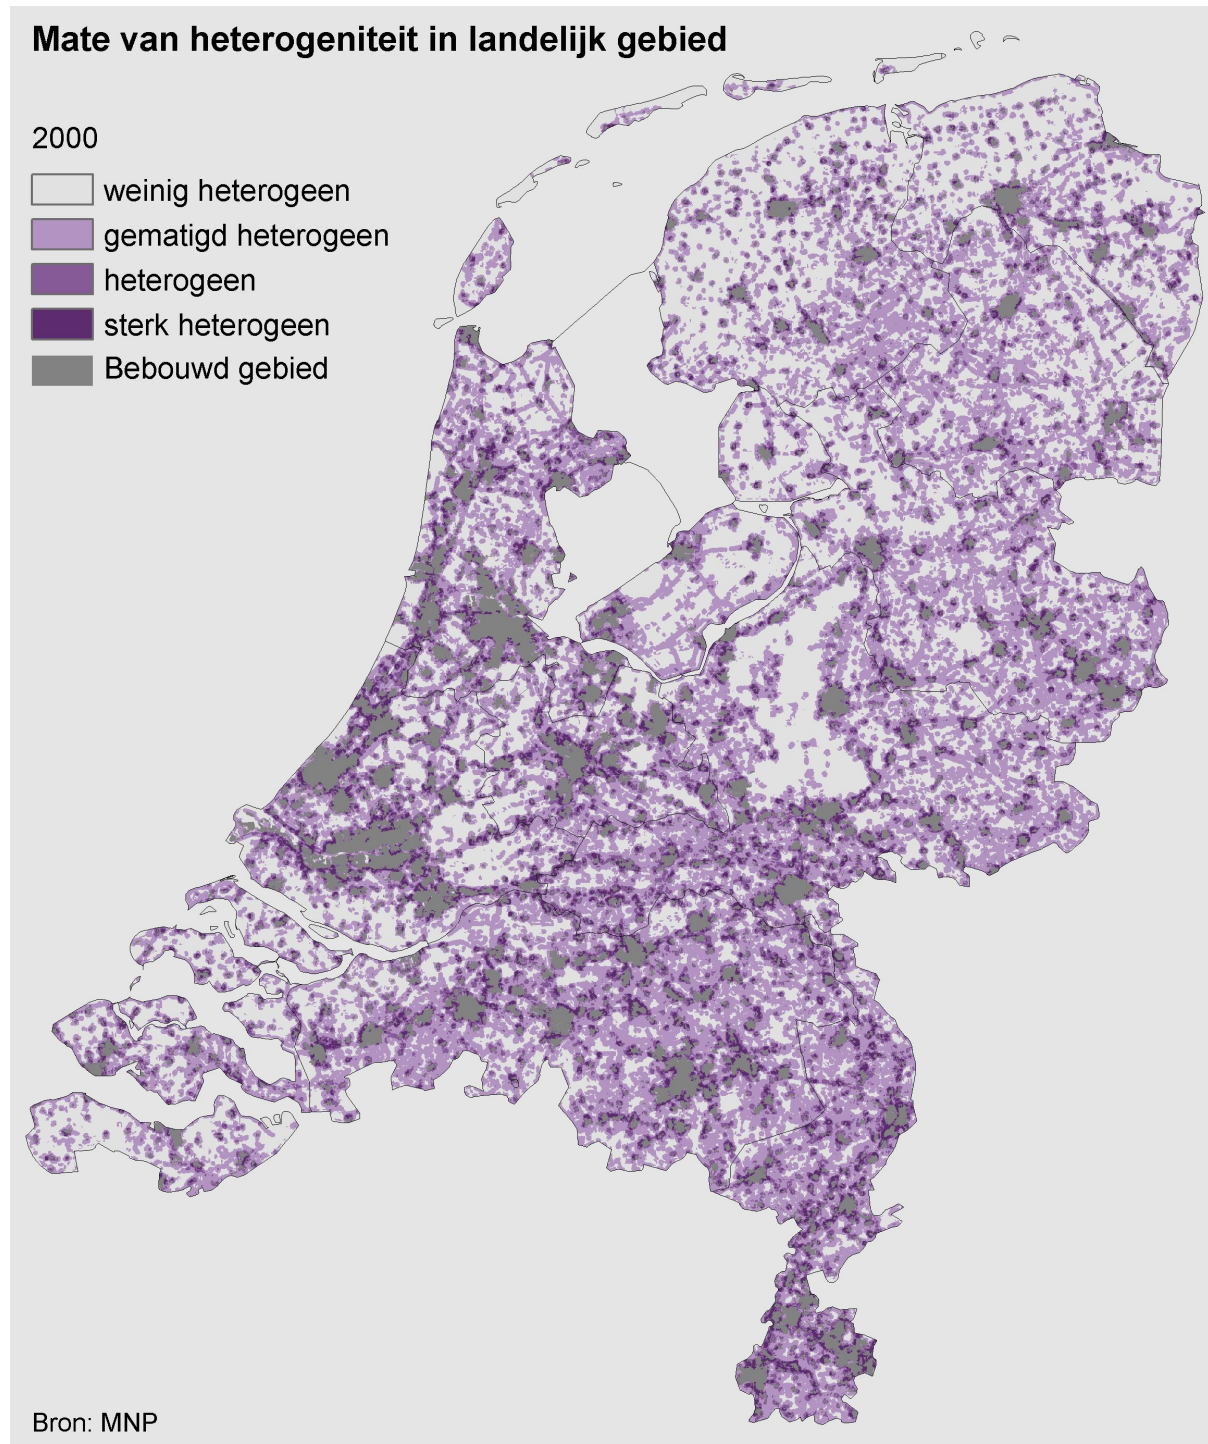 Mate van heterogeniteit in landelijk gebied
2000
weinig heterogeen
gematigd heterogeen
heterogeen
sterk heterogeen
Bebouwd gebied
Bron: MNP